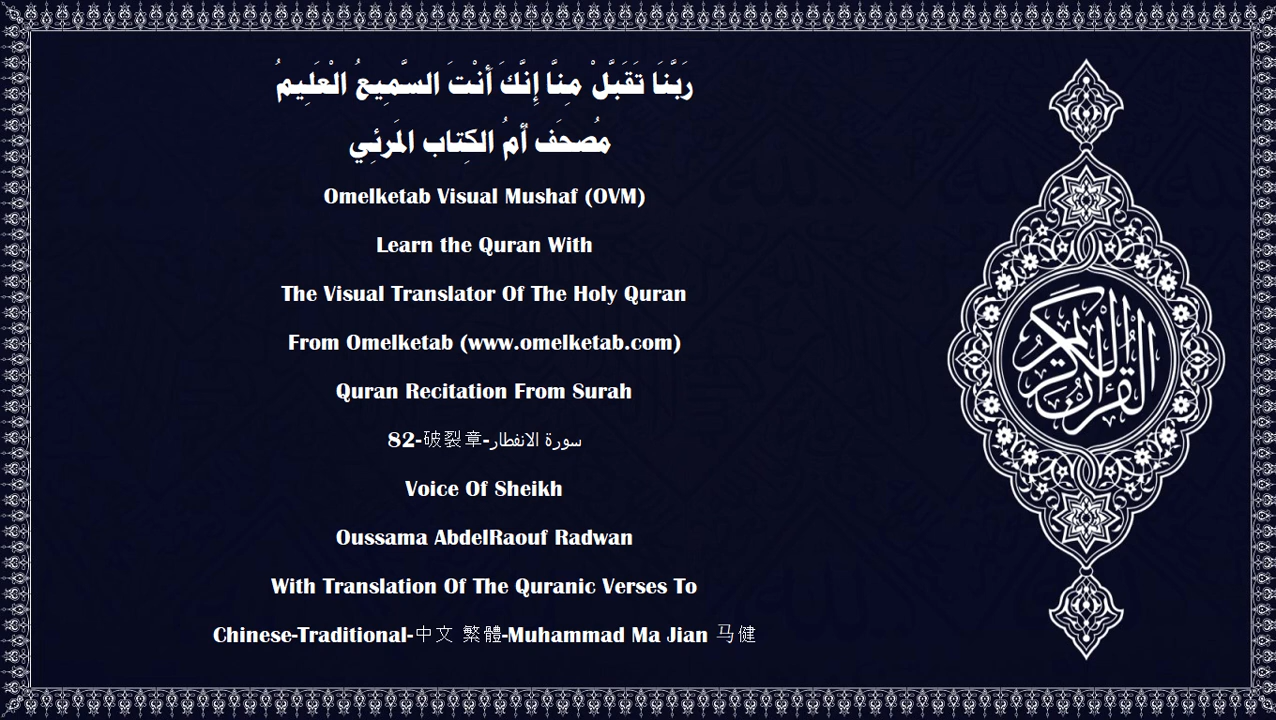 رَبَّنَا تَقَبَّلْ مِنَّا إِنَّكَ أَنْتَ السَّمِيعُ الْعَلِيمُ
مُصحَف أمُ الكِتاب المَرئِي
Omelketab Visual Mushaf (OVM)
Learn the Quran With
The Visual Translator Of The Holy Quran
From Omelketab (www.omelketab.com)
Quran Recitation From Surah
82-破裂章-سورة الانفطار
Voice Of Sheikh
Oussama AbdelRaouf Radwan
With Translation Of The Quranic Verses To
Chinese-Traditional-中文 繁體-Muhammad Ma Jian 马健
القرآن الكريم